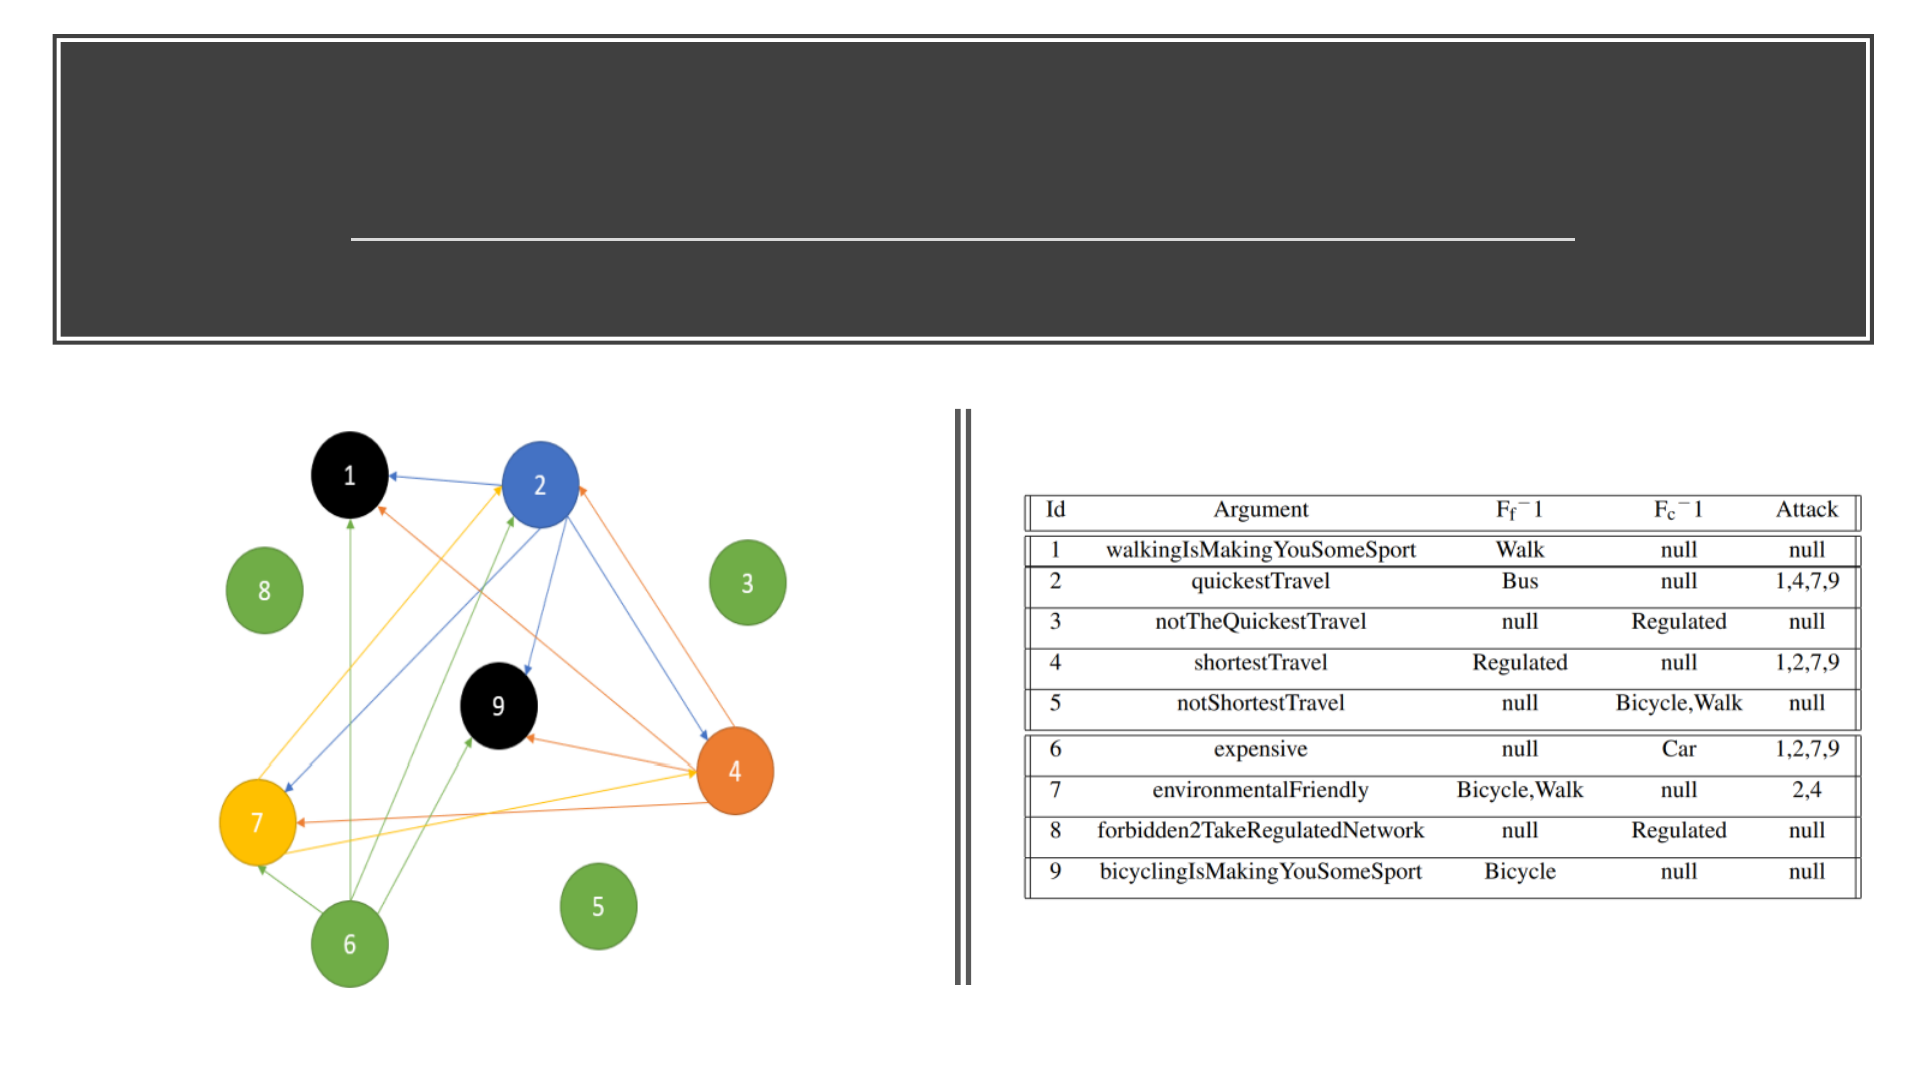 1
2
8
3
9
4
7
5
6
Id Argument Ff⁻1 Fc⁻1 Attack
1 walkingIsMakingYouSomeSport Walk null null
2 quickestTravel Bus null 1,4,7,9
3 notTheQuickestTravel null Regulated null
4 shortestTravel Regulated null 1,2,7,9
5 notShortestTravel null Bicycle,Walk null
6 expensive null Car 1,2,7,9
7 environmentalFriendly Bicycle,Walk null 2,4
8 forbidden2TakeRegulatedNetwork null Regulated null
9 bicyclingIsMakingYouSomeSport Bicycle null null